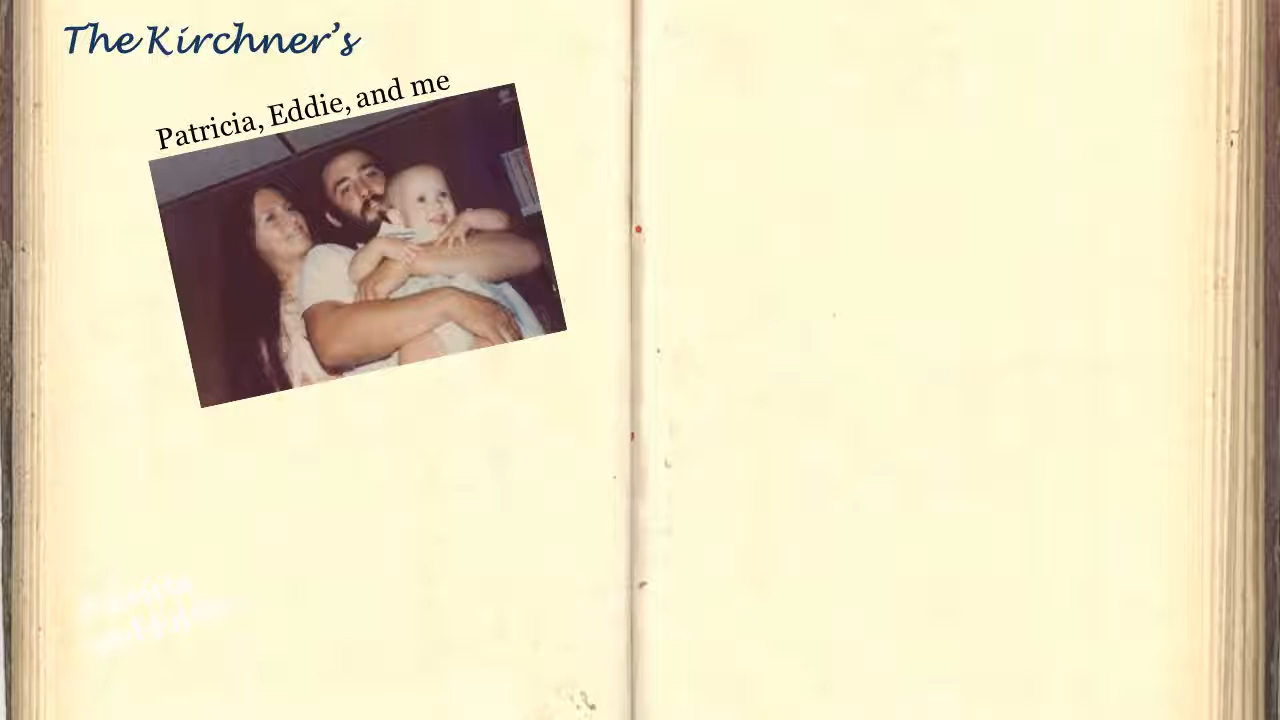 The Kirchner's
Patricia, Eddie, and me